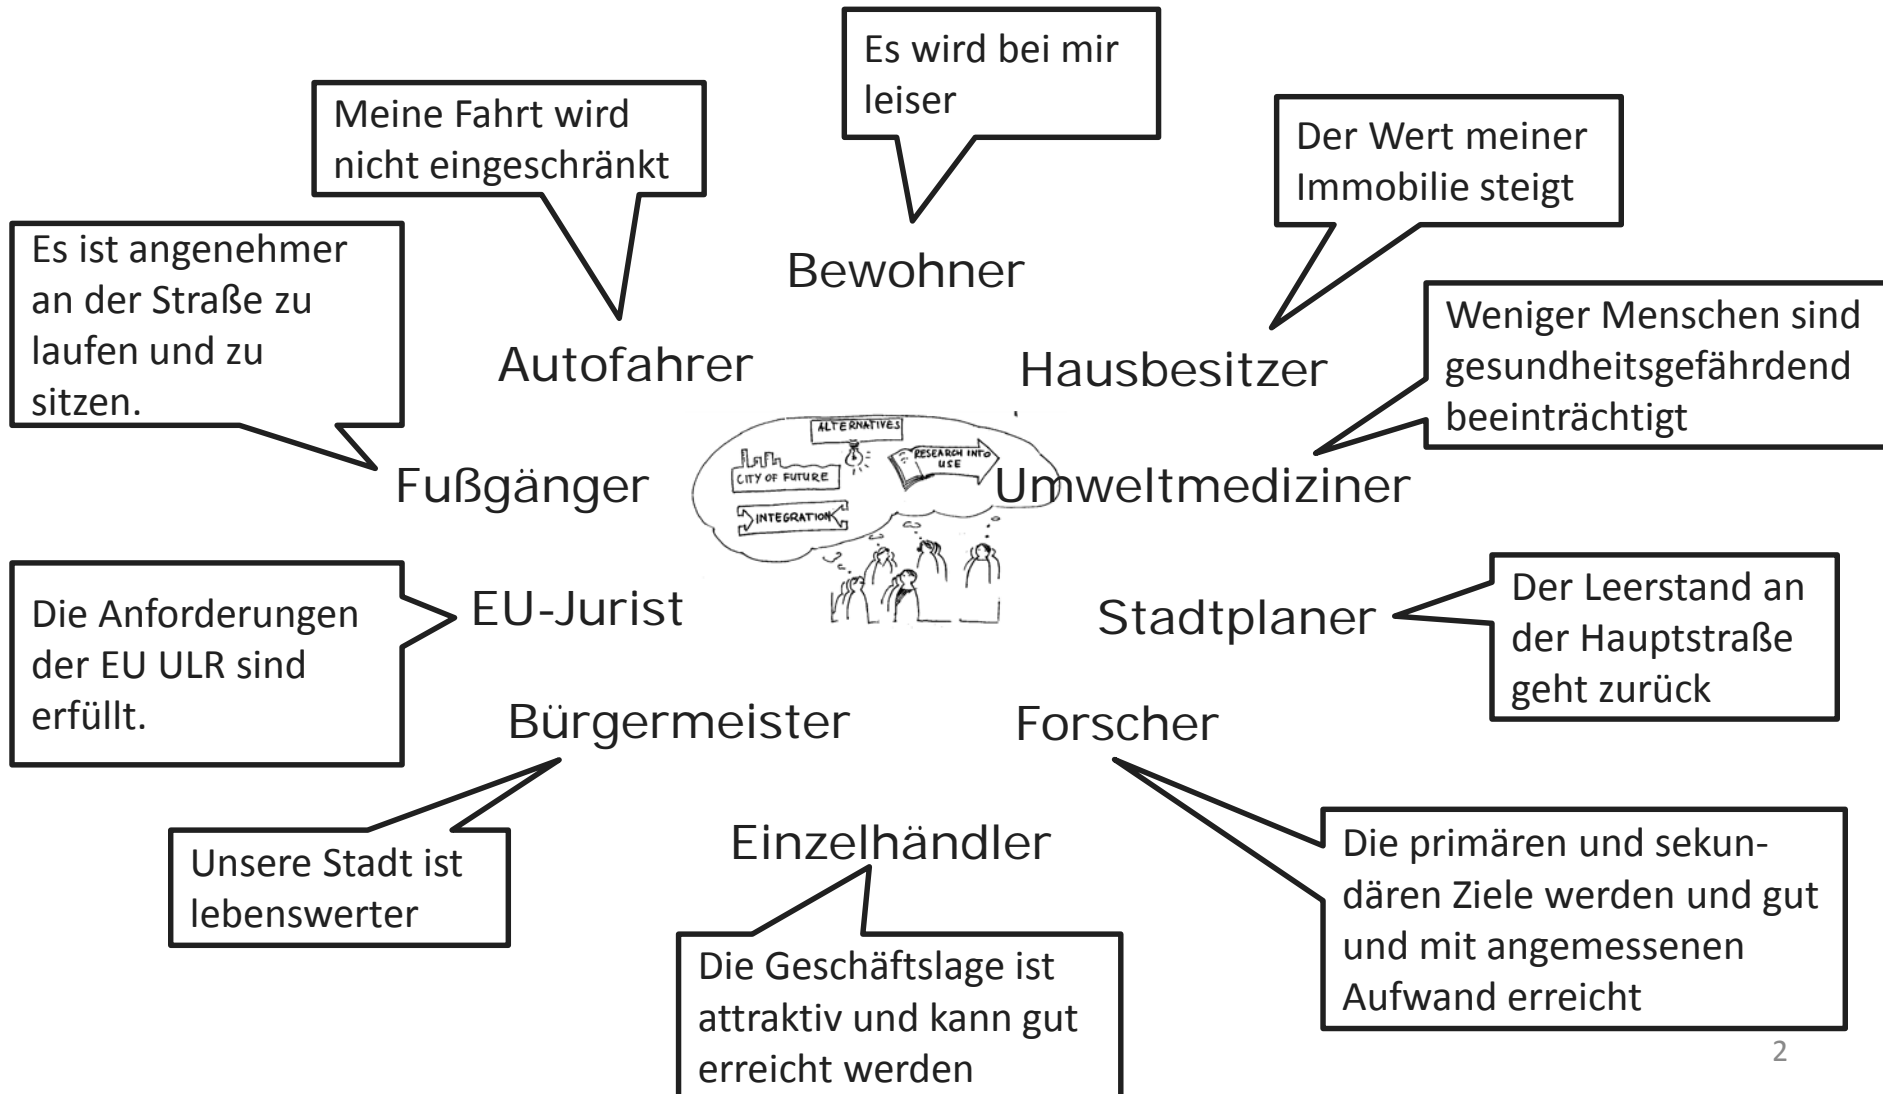 Es wird bei mir
leiser
Meine Fahrt wird
nicht eingeschränkt
Der Wert meiner
Immobilie steigt
Es ist angenehmer
an der Straße zu
laufen und zu
sitzen.
Bewohner
Weniger Menschen sind
gesundheitsgefährdend
beeinträchtigt
Autofahrer
Hausbesitzer
ALTERNATIVES
RESEARCH INTO
USE
CITY OF FUTURE
INTEGRATION
Fußgänger
Umweltmediziner
Die Anforderungen
der EU ULR sind
erfüllt.
EU-Jurist
Stadtplaner
Der Leerstand an
der Hauptstraße
geht zurück
Bürgermeister
Forscher
Unsere Stadt ist
lebenswerter
Einzelhändler
Die primären und sekun-
dären Ziele werden und gut
und mit angemessenen
Aufwand erreicht
Die Geschäftslage ist
attraktiv und kann gut
erreicht werden
2